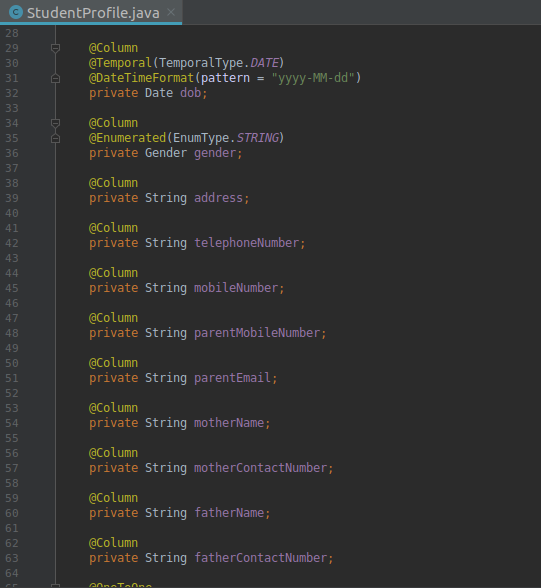 StudentProfile.java
28
29 @Column
30 @Temporal(TemporalType.DATE)
31 @DateTimeFormat(pattern = "yyyy-MM-dd")
32 private Date dob;
33
34 @Column
35 @Enumerated(EnumType.STRING)
36 private Gender gender;
37
38 @Column
39 private String address;
40
41 @Column
42 private String telephoneNumber;
43
44 @Column
45 private String mobileNumber;
46
47 @Column
48 private String parentMobileNumber;
49
50 @Column
51 private String parentEmail;
52
53 @Column
54 private String motherName;
55
56 @Column
57 private String motherContactNumber;
58
59 @Column
60 private String fatherName;
61
62 @Column
63 private String fatherContactNumber;
64
65 @OneToOne